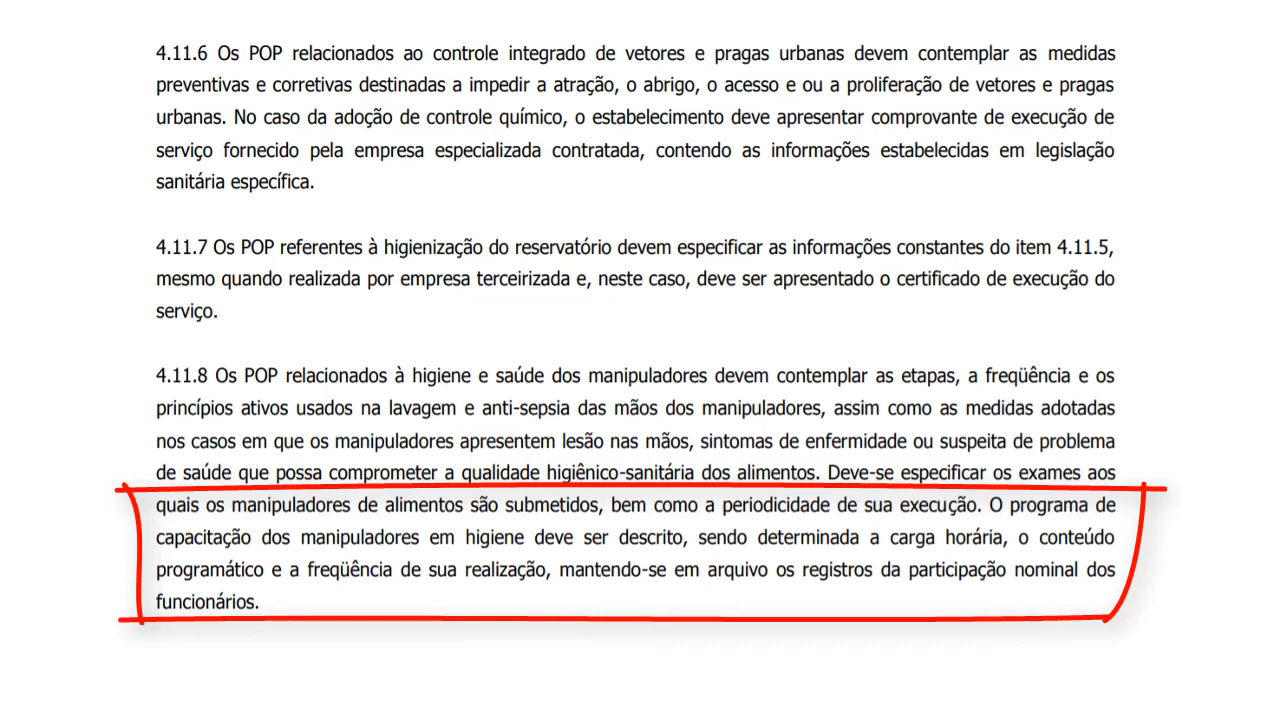 4.11.6 Os POP relacionados ao controle integrado de vetores e pragas urbanas devem contemplar as medidas
preventivas e corretivas destinadas a impedir a atração, o abrigo, o acesso e ou a proliferação de vetores e pragas
urbanas. No caso da adoção de controle químico, o estabelecimento deve apresentar comprovante de execução de
serviço fornecido pela empresa especializada contratada, contendo as informações estabelecidas em legislação
sanitária específica.
4.11.7 Os POP referentes à higienização do reservatório devem especificar as informações constantes do item 4.11.5,
mesmo quando realizada por empresa terceirizada e, neste caso, deve ser apresentado o certificado de execução do
serviço.
4.11.8 Os POP relacionados à higiene e saúde dos manipuladores devem contemplar as etapas, a freqüência e os
princípios ativos usados na lavagem e anti-sepsia das mãos dos manipuladores, assim como as medidas adotadas
nos casos em que os manipuladores apresentem lesão nas mãos, sintomas de enfermidade ou suspeita de problema
de saúde que possa comprometer a qualidade higiênico-sanitária dos alimentos. Deve-se especificar os exames aos
quais os manipuladores de alimentos são submetidos, bem como a periodicidade de sua execução. O programa de
capacitação dos manipuladores em higiene deve ser descrito, sendo determinada a carga horária, o conteúdo
programático e a freqüência de sua realização, mantendo-se em arquivo os registros da participação nominal dos
funcionários.